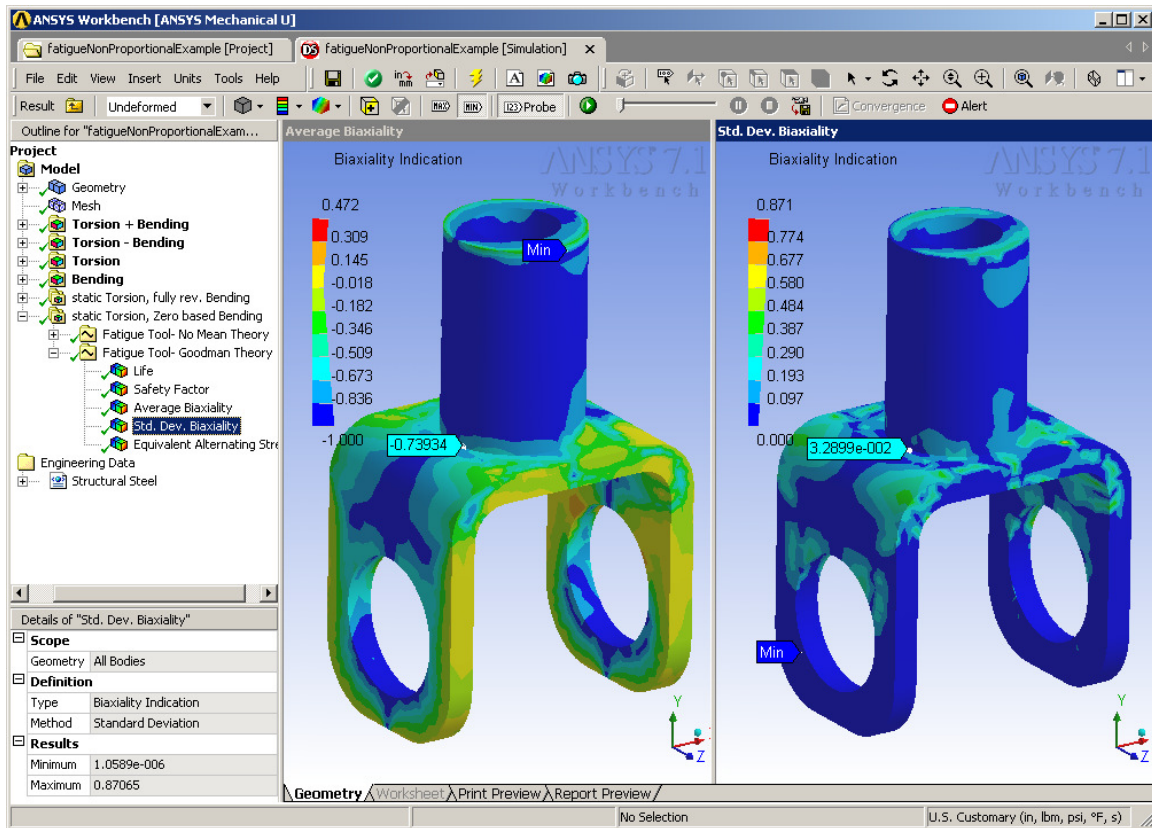 ANSYS Workbench [ANSYS Mechanical U]
fatigueNonProportionalExample [Project]
fatigueNonProportionalExample [Simulation]
File Edit View Insert Units Tools Help
Result
Undeformed
MAX
MIN
Probe
Convergence
Alert
Outline for "fatigueNonProportionalExam...
Project
Model
Geometry
Mesh
Torsion + Bending
Torsion - Bending
Torsion
Bending
static Torsion, fully rev. Bending
static Torsion, Zero based Bending
Fatigue Tool- No Mean Theory
Fatigue Tool- Goodman Theory
Life
Safety Factor
Average Biaxiality
Std. Dev. Biaxiality
Equivalent Alternating Stre
Engineering Data
Structural Steel
Details of "Std. Dev. Biaxiality"
Scope
Geometry All Bodies
Definition
Type Biaxiality Indication
Method Standard Deviation
Results
Minimum 1.0589e-006
Maximum 0.87065
Average Biaxiality
Biaxiality Indication
ANSYS 7.1
Workbench
0.472
0.309
0.145
-0.018
-0.182
-0.346
-0.509
-0.673
-0.836
-1.000
Min
-0.73934
Y
Z
Std. Dev. Biaxiality
Biaxiality Indication
ANSYS 7.1
Workbench
0.871
0.774
0.677
0.580
0.484
0.387
0.290
0.193
0.097
0.000
3.2899e-002
Min
Y
Z
Geometry Worksheet Print Preview Report Preview
No Selection
U.S. Customary (in, lbm, psi, °F, s)